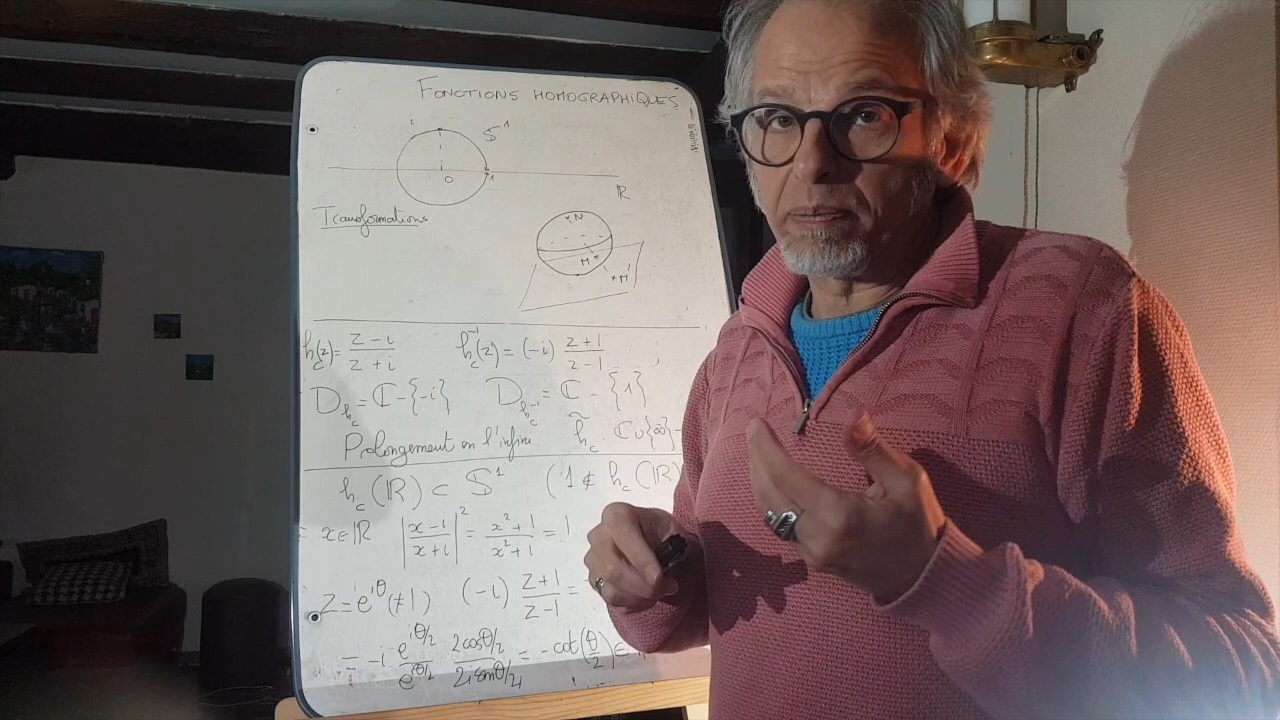 FONCTIONS HOMOGRAPHIQUES
i S¹
O 1
ℝ
Transformations
N
M
M'
h_c(z) = (z - i)/(z + i) h_c⁻¹(z) = (-i) (z + 1)/(z - 1)
D_{h_c} = ℂ - {-i} D_{h_c⁻¹} = ℂ - {1}
Prolongement en l'infini. h̃_c : ℂ∪{∞}
h_c(ℝ) ⊂ S¹ (1 ∉ h_c(ℝ)
x∈ℝ |(x - i)/(x + i)|² = (x² + 1)/(x² + 1) = 1
Z = e^{iθ} (≠1) (-i) (z + 1)/(z - 1) =
= -i e^{iθ/2}/e^{iθ/2} 2cosθ/2 / 2i sinθ/2 = -cot(θ/2) ∈